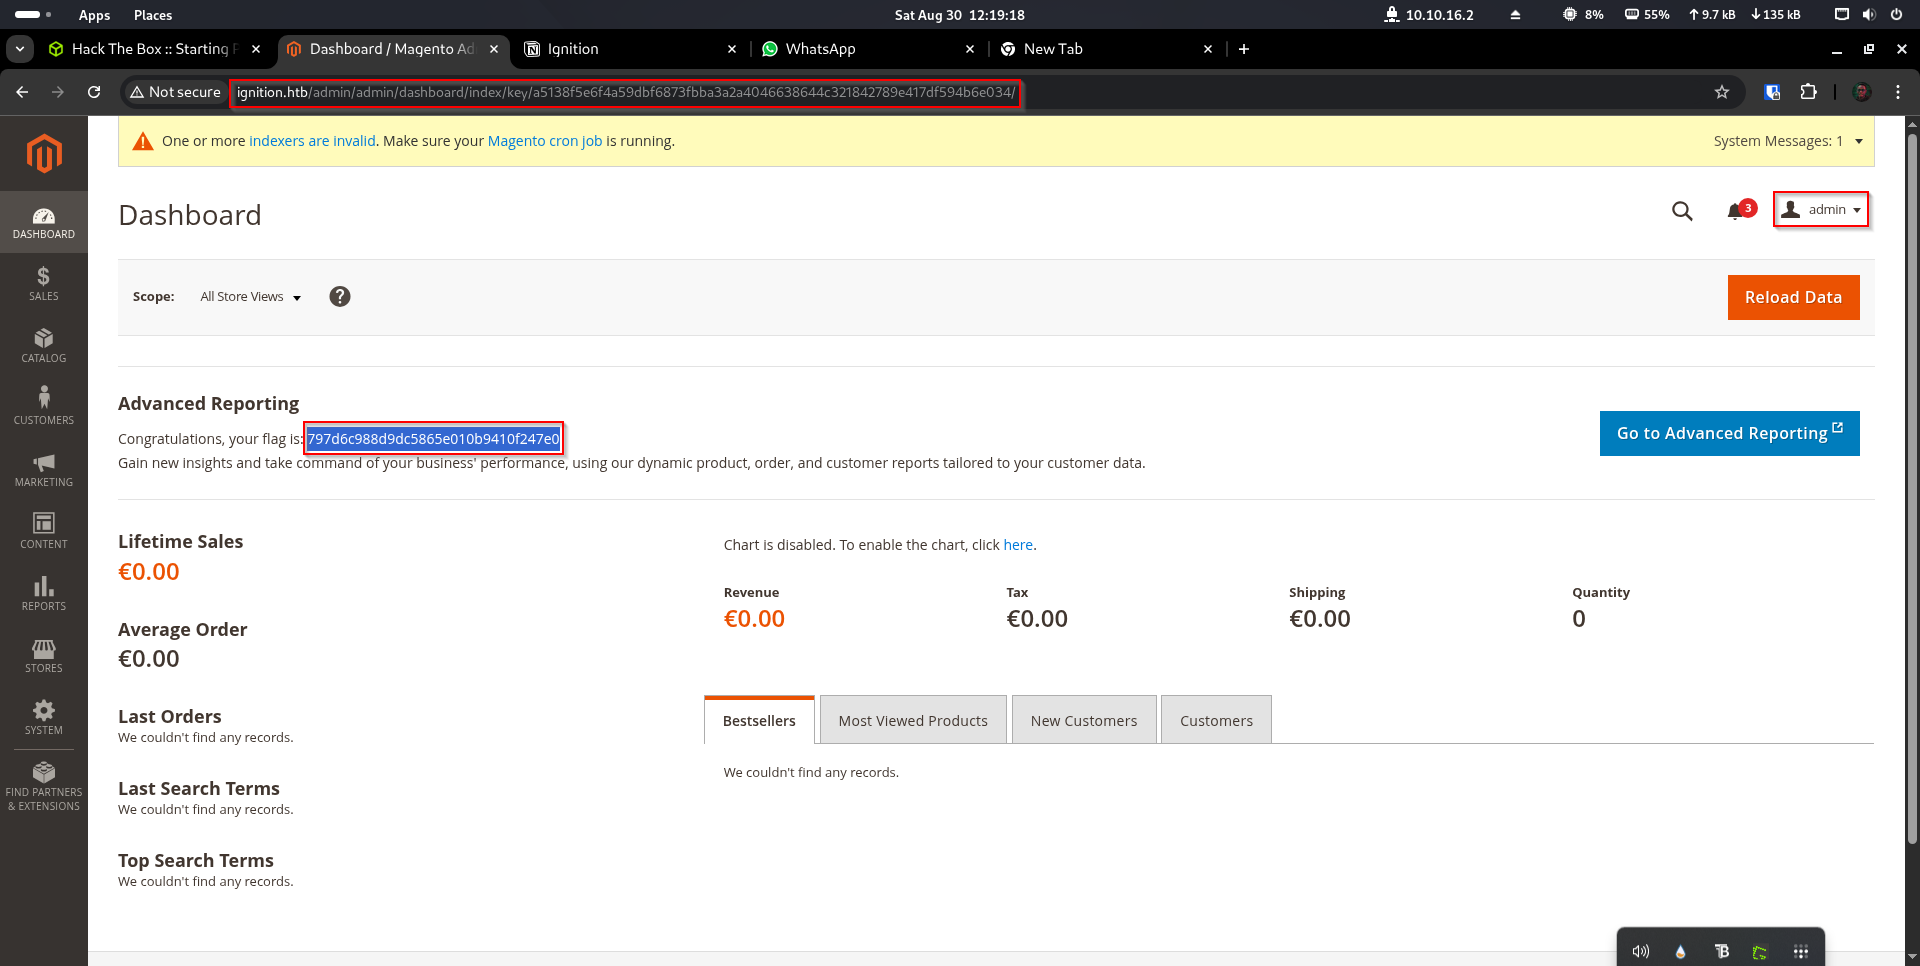 Apps Places Sat Aug 30 12:19:18 10.10.16.2 8% 55% 9.7 kB 135 kB
Hack The Box :: Starting Dashboard / Magento Ad Ignition WhatsApp New Tab
Not secure ignition.htb/admin/admin/dashboard/index/key/a5138f5e6f4a59dbf6873fbba3a2a4046638644c321842789e417df594b6e034/
One or more indexers are invalid. Make sure your Magento cron job is running. System Messages: 1
Dashboard 3 admin
DASHBOARD
SALES
CATALOG
CUSTOMERS
MARKETING
CONTENT
REPORTS
STORES
SYSTEM
FIND PARTNERS
& EXTENSIONS
Scope: All Store Views ? Reload Data
Advanced Reporting
Congratulations, your flag is: 797d6c988d9dc5865e010b9410f247e0
Gain new insights and take command of your business' performance, using our dynamic product, order, and customer reports tailored to your customer data.
Go to Advanced Reporting
Lifetime Sales
€0.00
Average Order
€0.00
Last Orders
We couldn't find any records.
Last Search Terms
We couldn't find any records.
Top Search Terms
We couldn't find any records.
Chart is disabled. To enable the chart, click here.
Revenue Tax Shipping Quantity
€0.00 €0.00 €0.00 0
Bestsellers Most Viewed Products New Customers Customers
We couldn't find any records.